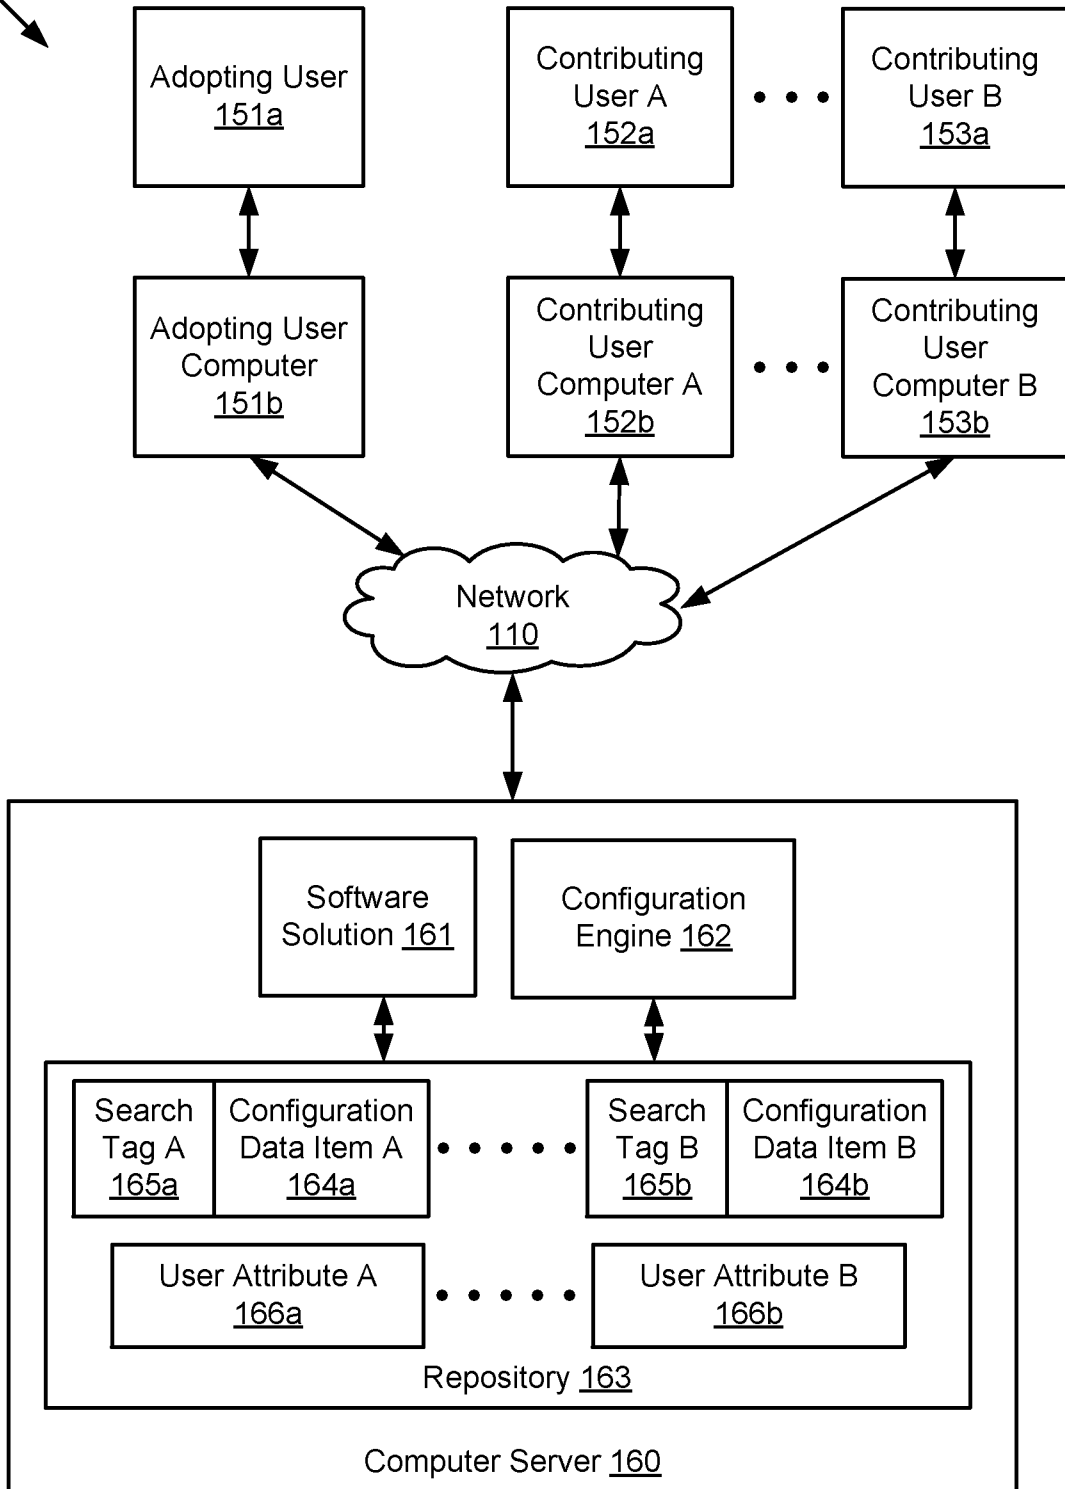 Adopting User
151a
Contributing
User A
152a
Contributing
User B
153a
Adopting User
Computer
151b
Contributing
User
Computer A
152b
Contributing
User
Computer B
153b
Network
110
Software
Solution 161
Configuration
Engine 162
Search
Tag A
165a
Configuration
Data Item A
164a
Search
Tag B
165b
Configuration
Data Item B
164b
User Attribute A
166a
User Attribute B
166b
Repository 163
Computer Server 160